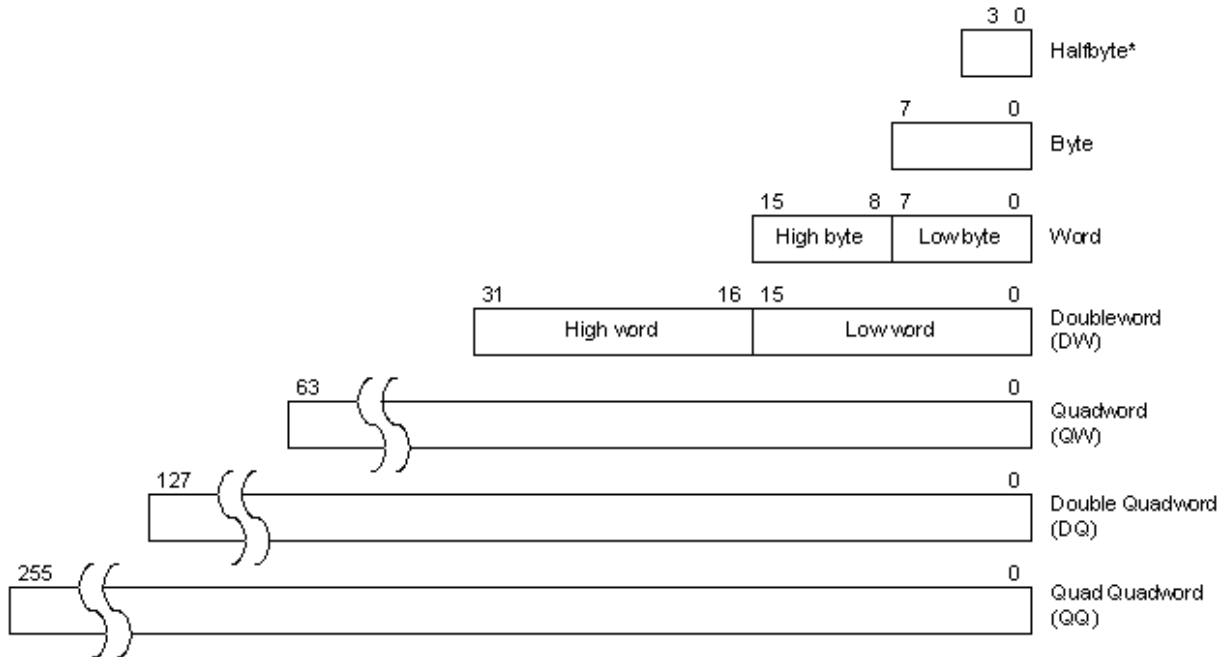 3 0
Halfbyte*
7 0
Byte
15 8 7 0
High byte Low byte Word
31 16 15 0
High word Low word Doubleword
(DW)
63 0
Quadword
(QW)
127 0
Double Quadword
(DQ)
255 0
Quad Quadword
(QQ)